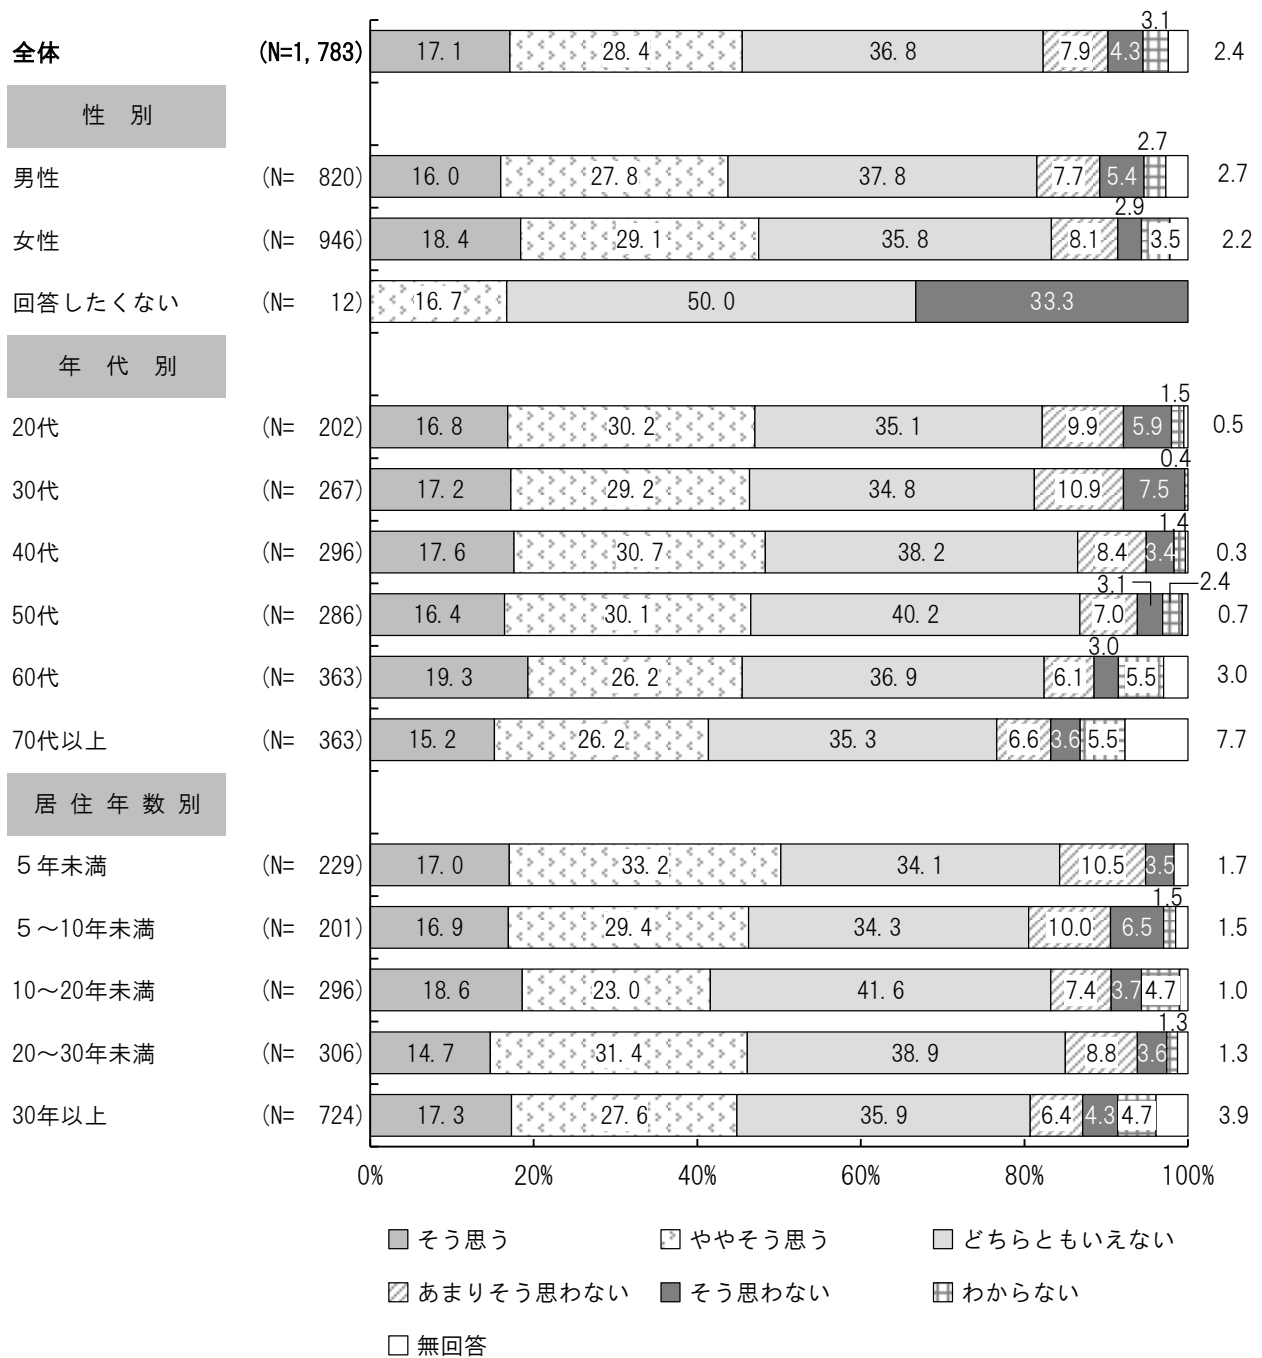 3.1
全体 (N=1,783) 17.1 28.4 36.8 7.9 4.3 2.4
性別
2.7
男性 (N= 820) 16.0 27.8 37.8 7.7 5.4 2.7
2.9
女性 (N= 946) 18.4 29.1 35.8 8.1 3.5 2.2
回答したくない (N= 12) 16.7 50.0 33.3
年代別
1.5
20代 (N= 202) 16.8 30.2 35.1 9.9 5.9 0.5
0.4
30代 (N= 267) 17.2 29.2 34.8 10.9 7.5
1.4
40代 (N= 296) 17.6 30.7 38.2 8.4 3.4 0.3
3.1 2.4
50代 (N= 286) 16.4 30.1 40.2 7.0 0.7
3.0
60代 (N= 363) 19.3 26.2 36.9 6.1 5.5 3.0
70代以上 (N= 363) 15.2 26.2 35.3 6.6 3.6 5.5 7.7
居住年数別
５年未満 (N= 229) 17.0 33.2 34.1 10.5 3.5 1.7
1.5
５～10年未満 (N= 201) 16.9 29.4 34.3 10.0 6.5 1.5
10～20年未満 (N= 296) 18.6 23.0 41.6 7.4 3.7 4.7 1.0
1.3
20～30年未満 (N= 306) 14.7 31.4 38.9 8.8 3.6 1.3
30年以上 (N= 724) 17.3 27.6 35.9 6.4 4.3 4.7 3.9
0% 20% 40% 60% 80% 100%
そう思う ややそう思う どちらともいえない
あまりそう思わない そう思わない わからない
無回答